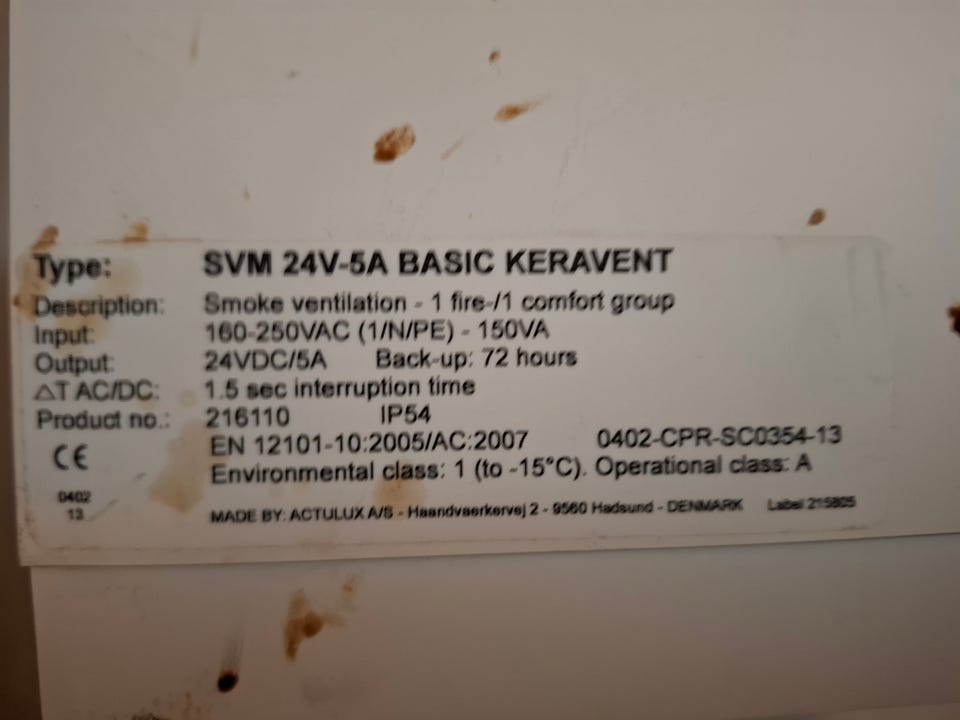 Type: SVM 24V-5A BASIC KERAVENT
Description: Smoke ventilation - 1 fire-/1 comfort group
Input: 160-250VAC (1/N/PE) - 150VA
Output: 24VDC/5A Back-up: 72 hours
△T AC/DC: 1.5 sec interruption time
Product no.: 216110 IP54
EN 12101-10:2005/AC:2007 0402-CPR-SC0354-13
CE Environmental class: 1 (to -15°C). Operational class: A
0402
13
MADE BY: ACTULUX A/S - Haandvaerkervej 2 - 9560 Hadsund - DENMARK Label 215805